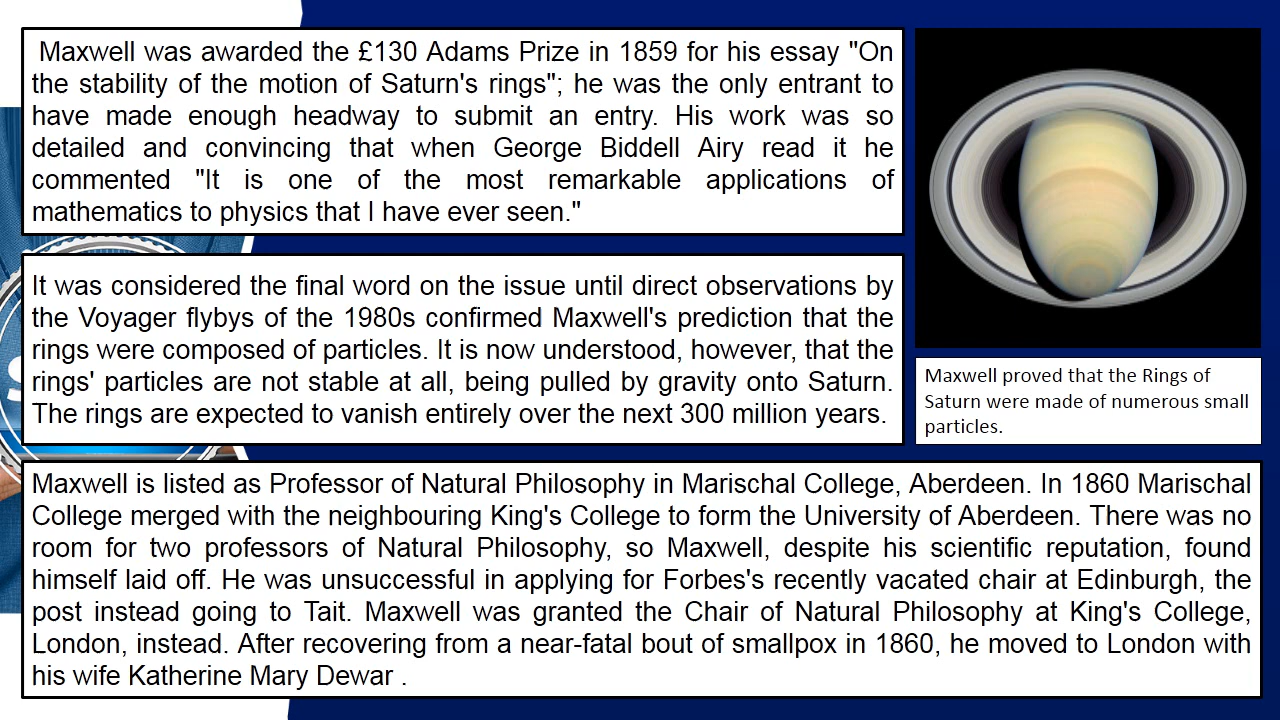 Maxwell was awarded the £130 Adams Prize in 1859 for his essay "On
the stability of the motion of Saturn's rings"; he was the only entrant to
have made enough headway to submit an entry. His work was so
detailed and convincing that when George Biddell Airy read it he
commented "It is one of the most remarkable applications of
mathematics to physics that I have ever seen."
It was considered the final word on the issue until direct observations by
the Voyager flybys of the 1980s confirmed Maxwell's prediction that the
rings were composed of particles. It is now understood, however, that the
rings' particles are not stable at all, being pulled by gravity onto Saturn.
The rings are expected to vanish entirely over the next 300 million years.
Maxwell proved that the Rings of
Saturn were made of numerous small
particles.
Maxwell is listed as Professor of Natural Philosophy in Marischal College, Aberdeen. In 1860 Marischal
College merged with the neighbouring King's College to form the University of Aberdeen. There was no
room for two professors of Natural Philosophy, so Maxwell, despite his scientific reputation, found
himself laid off. He was unsuccessful in applying for Forbes's recently vacated chair at Edinburgh, the
post instead going to Tait. Maxwell was granted the Chair of Natural Philosophy at King's College,
London, instead. After recovering from a near-fatal bout of smallpox in 1860, he moved to London with
his wife Katherine Mary Dewar .